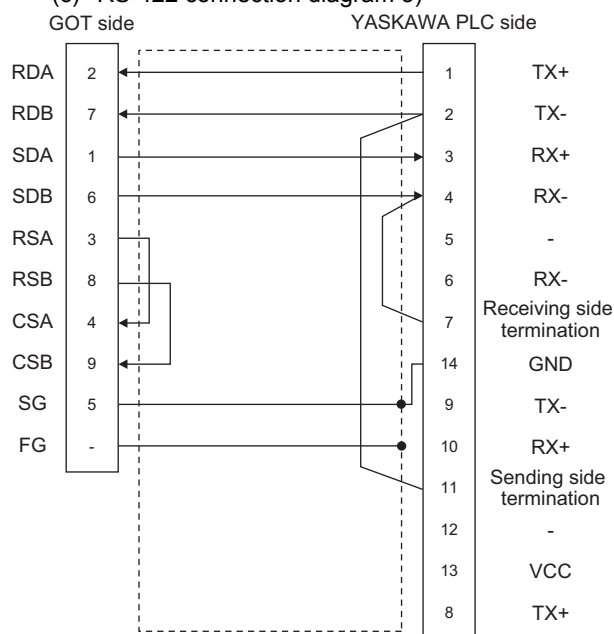 (3) RS-422 connection diagram 3)
GOT side YASKAWA PLC side
RDA 2 1 TX+
RDB 7 2 TX-
SDA 1 3 RX+
SDB 6 4 RX-
RSA 3 5 -
RSB 8 6 RX-
CSA 4 7 Receiving side
termination
CSB 9 14 GND
SG 5 9 TX-
FG - 10 RX+
11 Sending side
termination
12 -
13 VCC
8 TX+